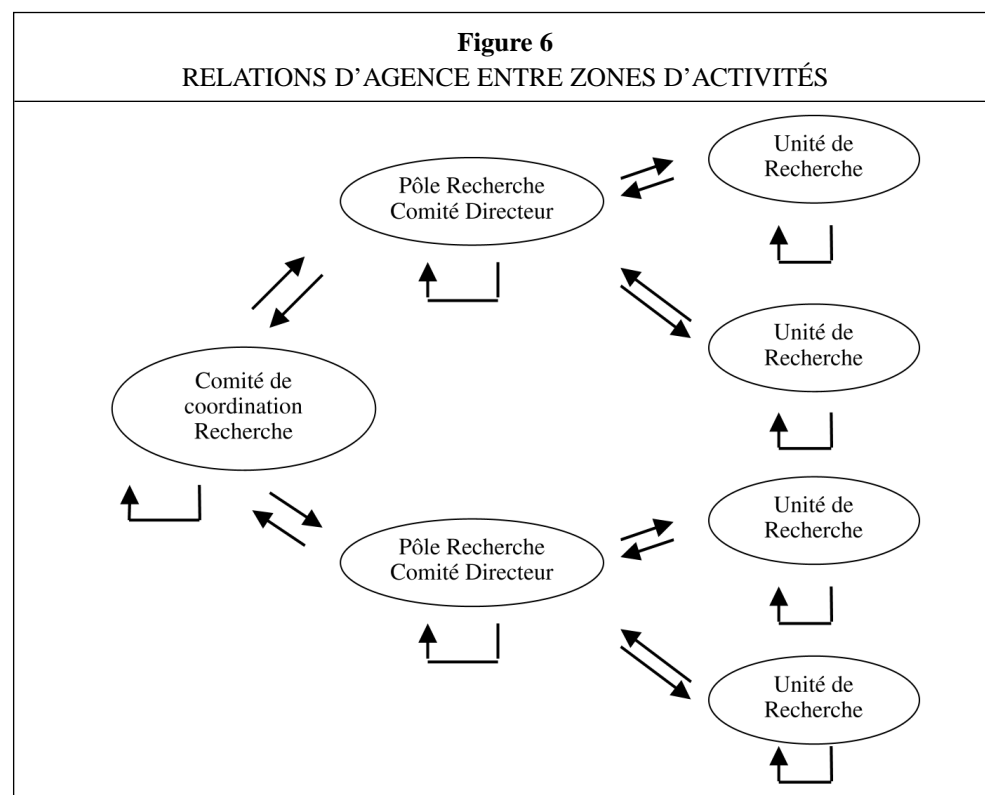 Figure 6
RELATIONS D'AGENCE ENTRE ZONES D'ACTIVITÉS
Unité de
Recherche
Pôle Recherche
Comité Directeur
Unité de
Recherche
Comité de
coordination
Recherche
Unité de
Recherche
Pôle Recherche
Comité Directeur
Unité de
Recherche